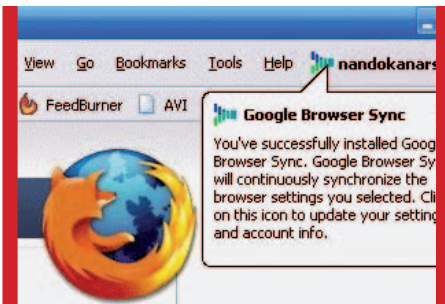 View Go Bookmarks Tools Help nandokanars
FeedBurner AVI
Google Browser Sync
You've successfully installed Goog
Browser Sync. Google Browser Sy
will continuously synchronize the
browser settings you selected. Cli
on this icon to update your setting
and account info.